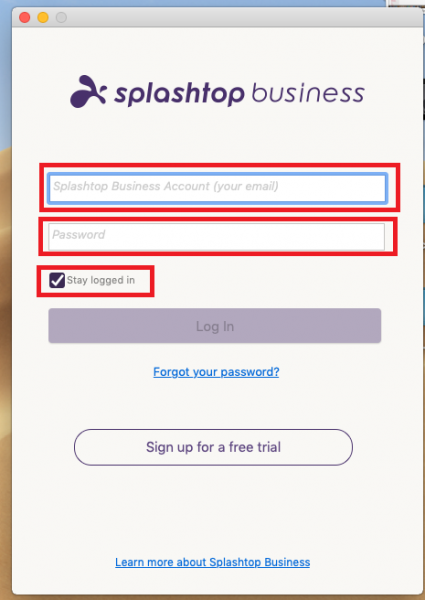 splashtop business
Splashtop Business Account (your email)
Password
Stay logged in
Log In
Forgot your password?
Sign up for a free trial
Learn more about Splashtop Business